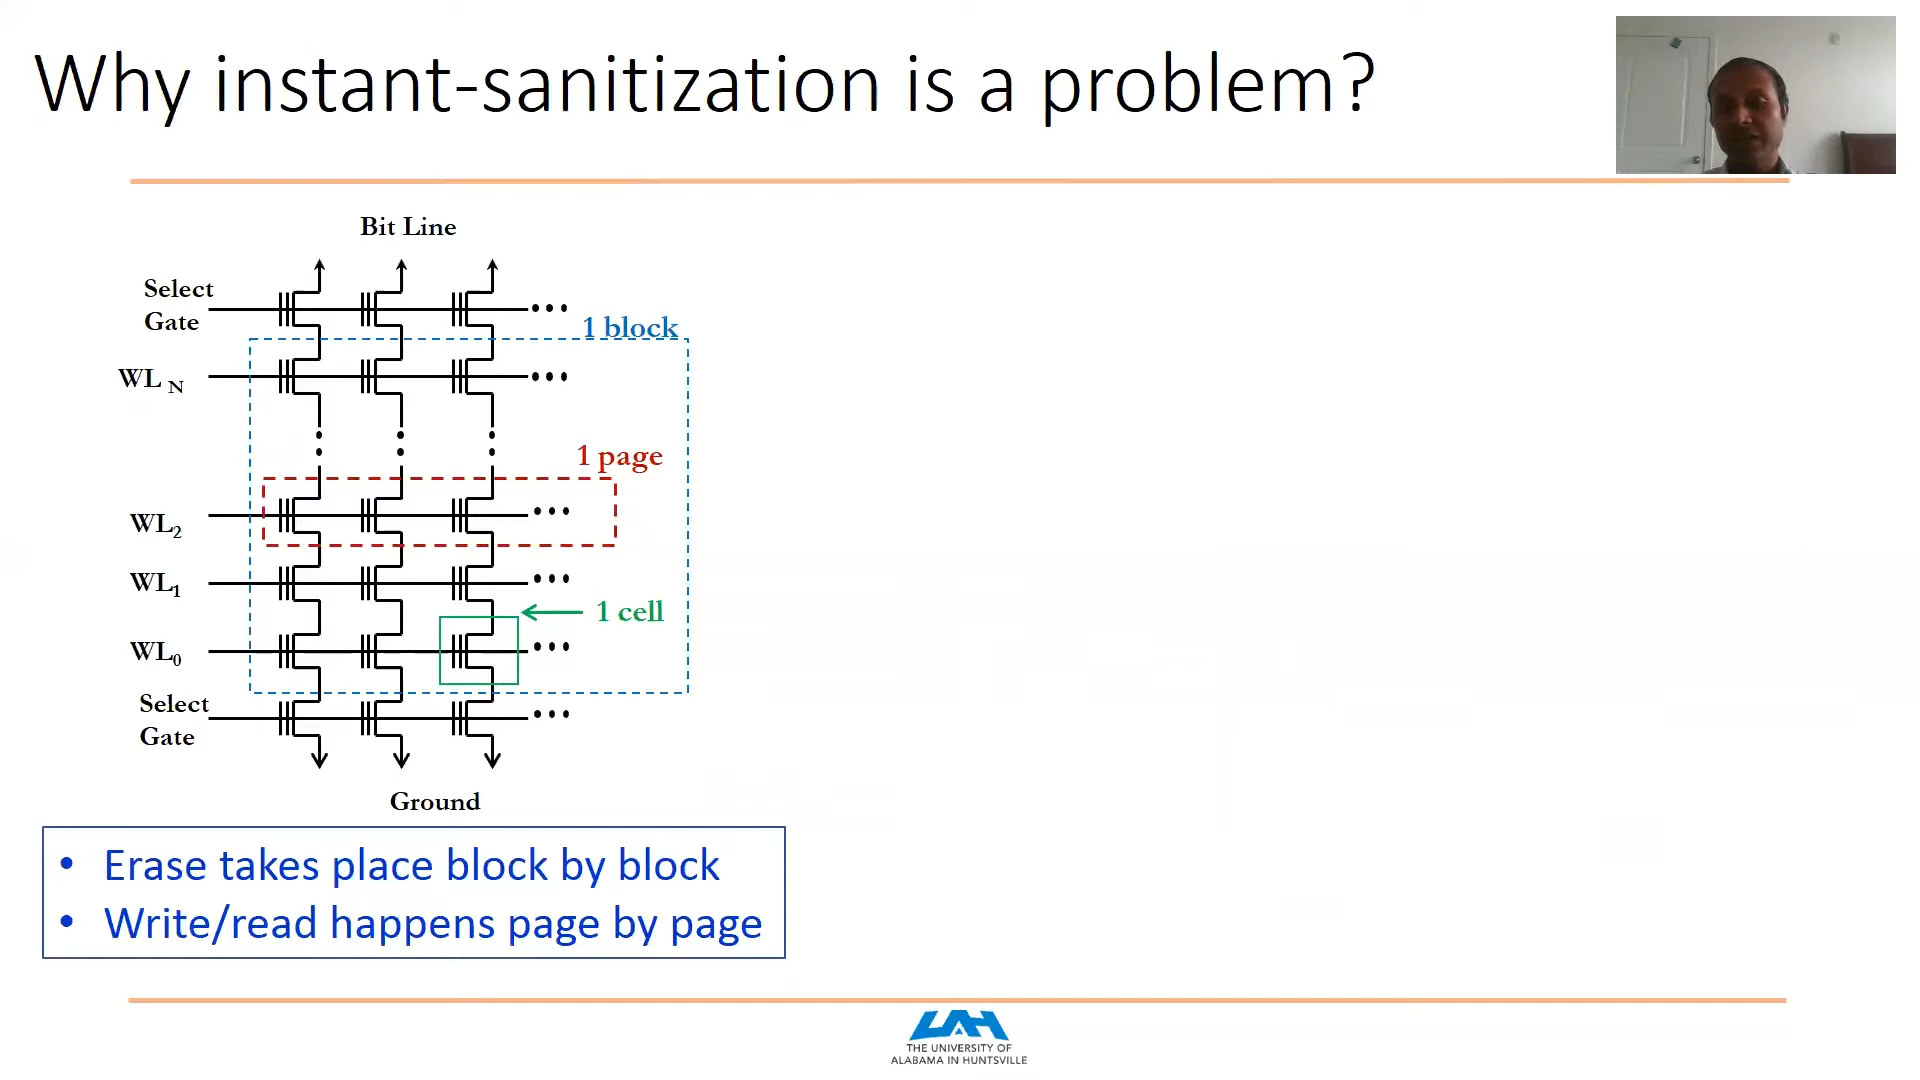 Why instant-sanitization is a problem?
Bit Line
Select
Gate
1 block
WL N
1 page
WL2
WL1
1 cell
WL0
Select
Gate
Ground
• Erase takes place block by block
• Write/read happens page by page
UAH
THE UNIVERSITY OF
ALABAMA IN HUNTSVILLE